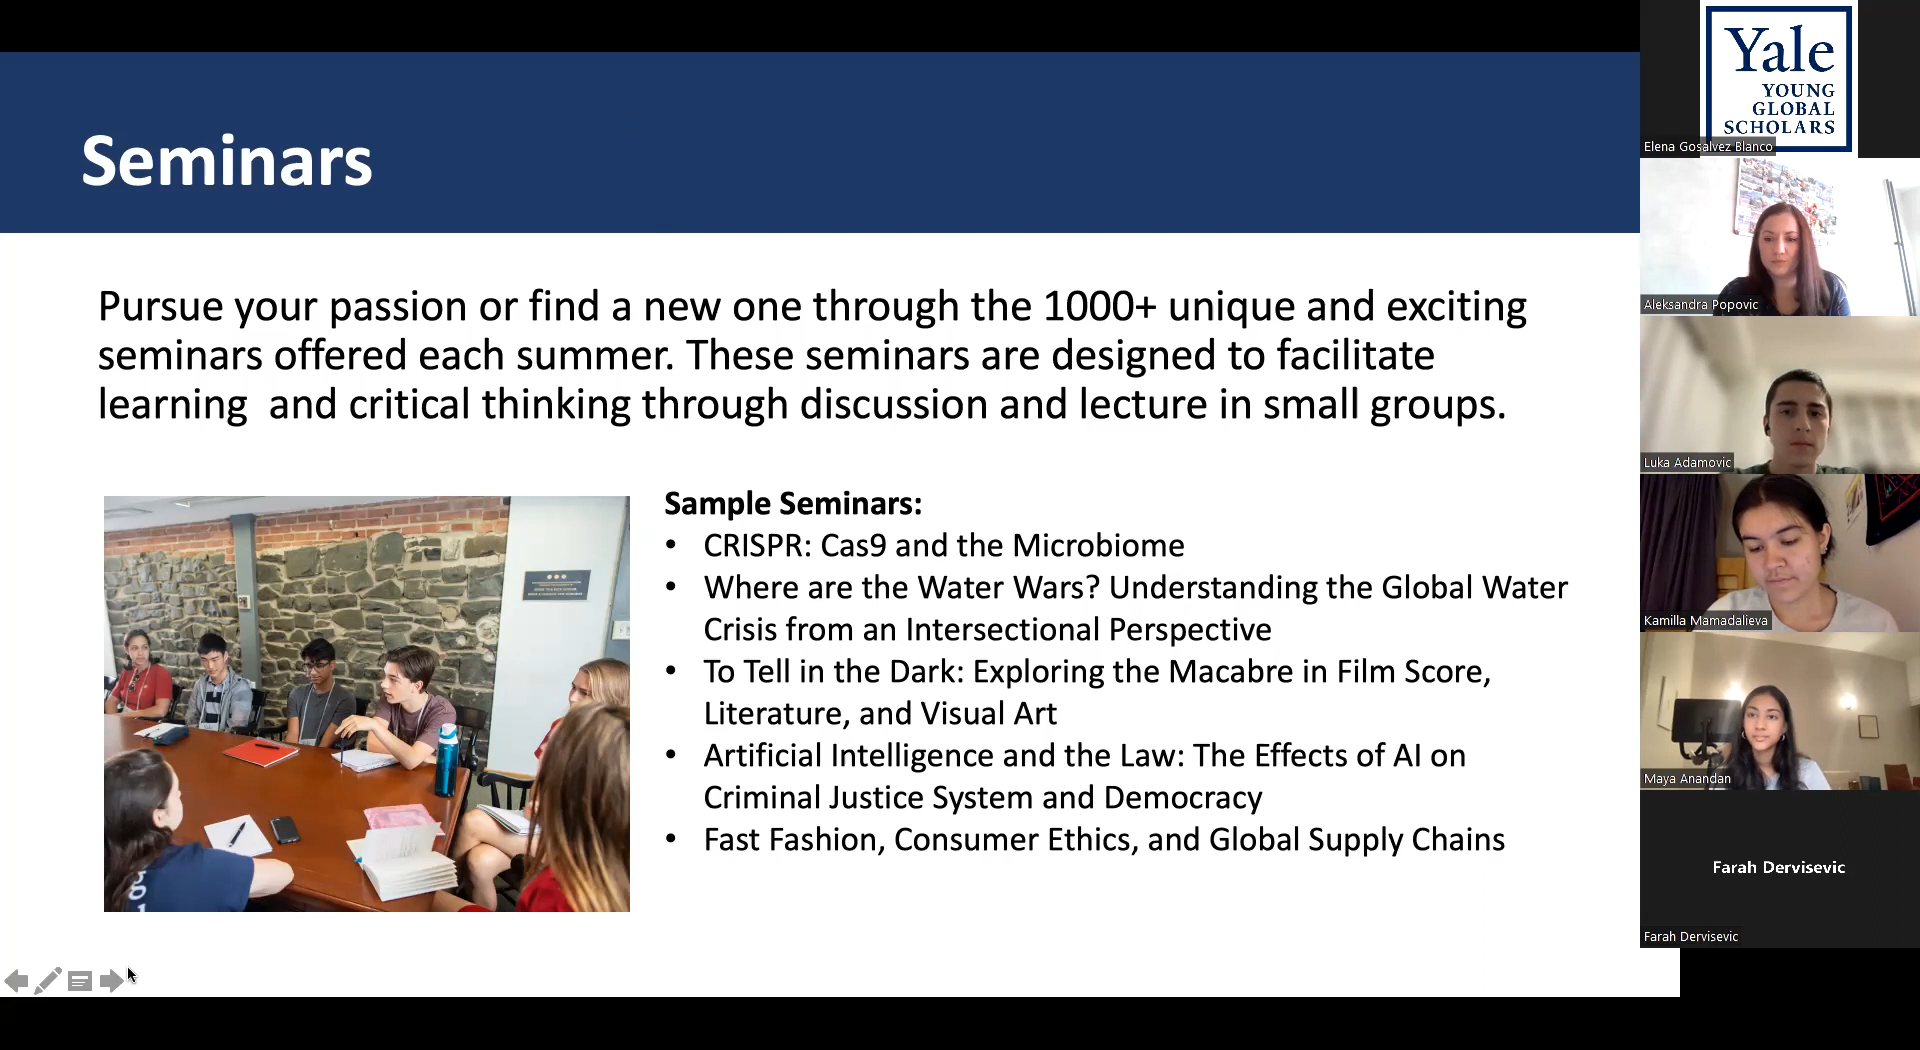 Seminars
Pursue your passion or find a new one through the 1000+ unique and exciting
seminars offered each summer. These seminars are designed to facilitate
learning  and critical thinking through discussion and lecture in small groups.
Sample Seminars:
• CRISPR: Cas9 and the Microbiome
• Where are the Water Wars? Understanding the Global Water
Crisis from an Intersectional Perspective
• To Tell in the Dark: Exploring the Macabre in Film Score,
Literature, and Visual Art
• Artificial Intelligence and the Law: The Effects of AI on
Criminal Justice System and Democracy
• Fast Fashion, Consumer Ethics, and Global Supply Chains
Yale
YOUNG
GLOBAL
SCHOLARS
Elena Gosalvez Blanco
Aleksandra Popovic
Luka Adamovic
Kamilla Mamadalieva
Maya Anandan
Farah Dervisevic
Farah Dervisevic